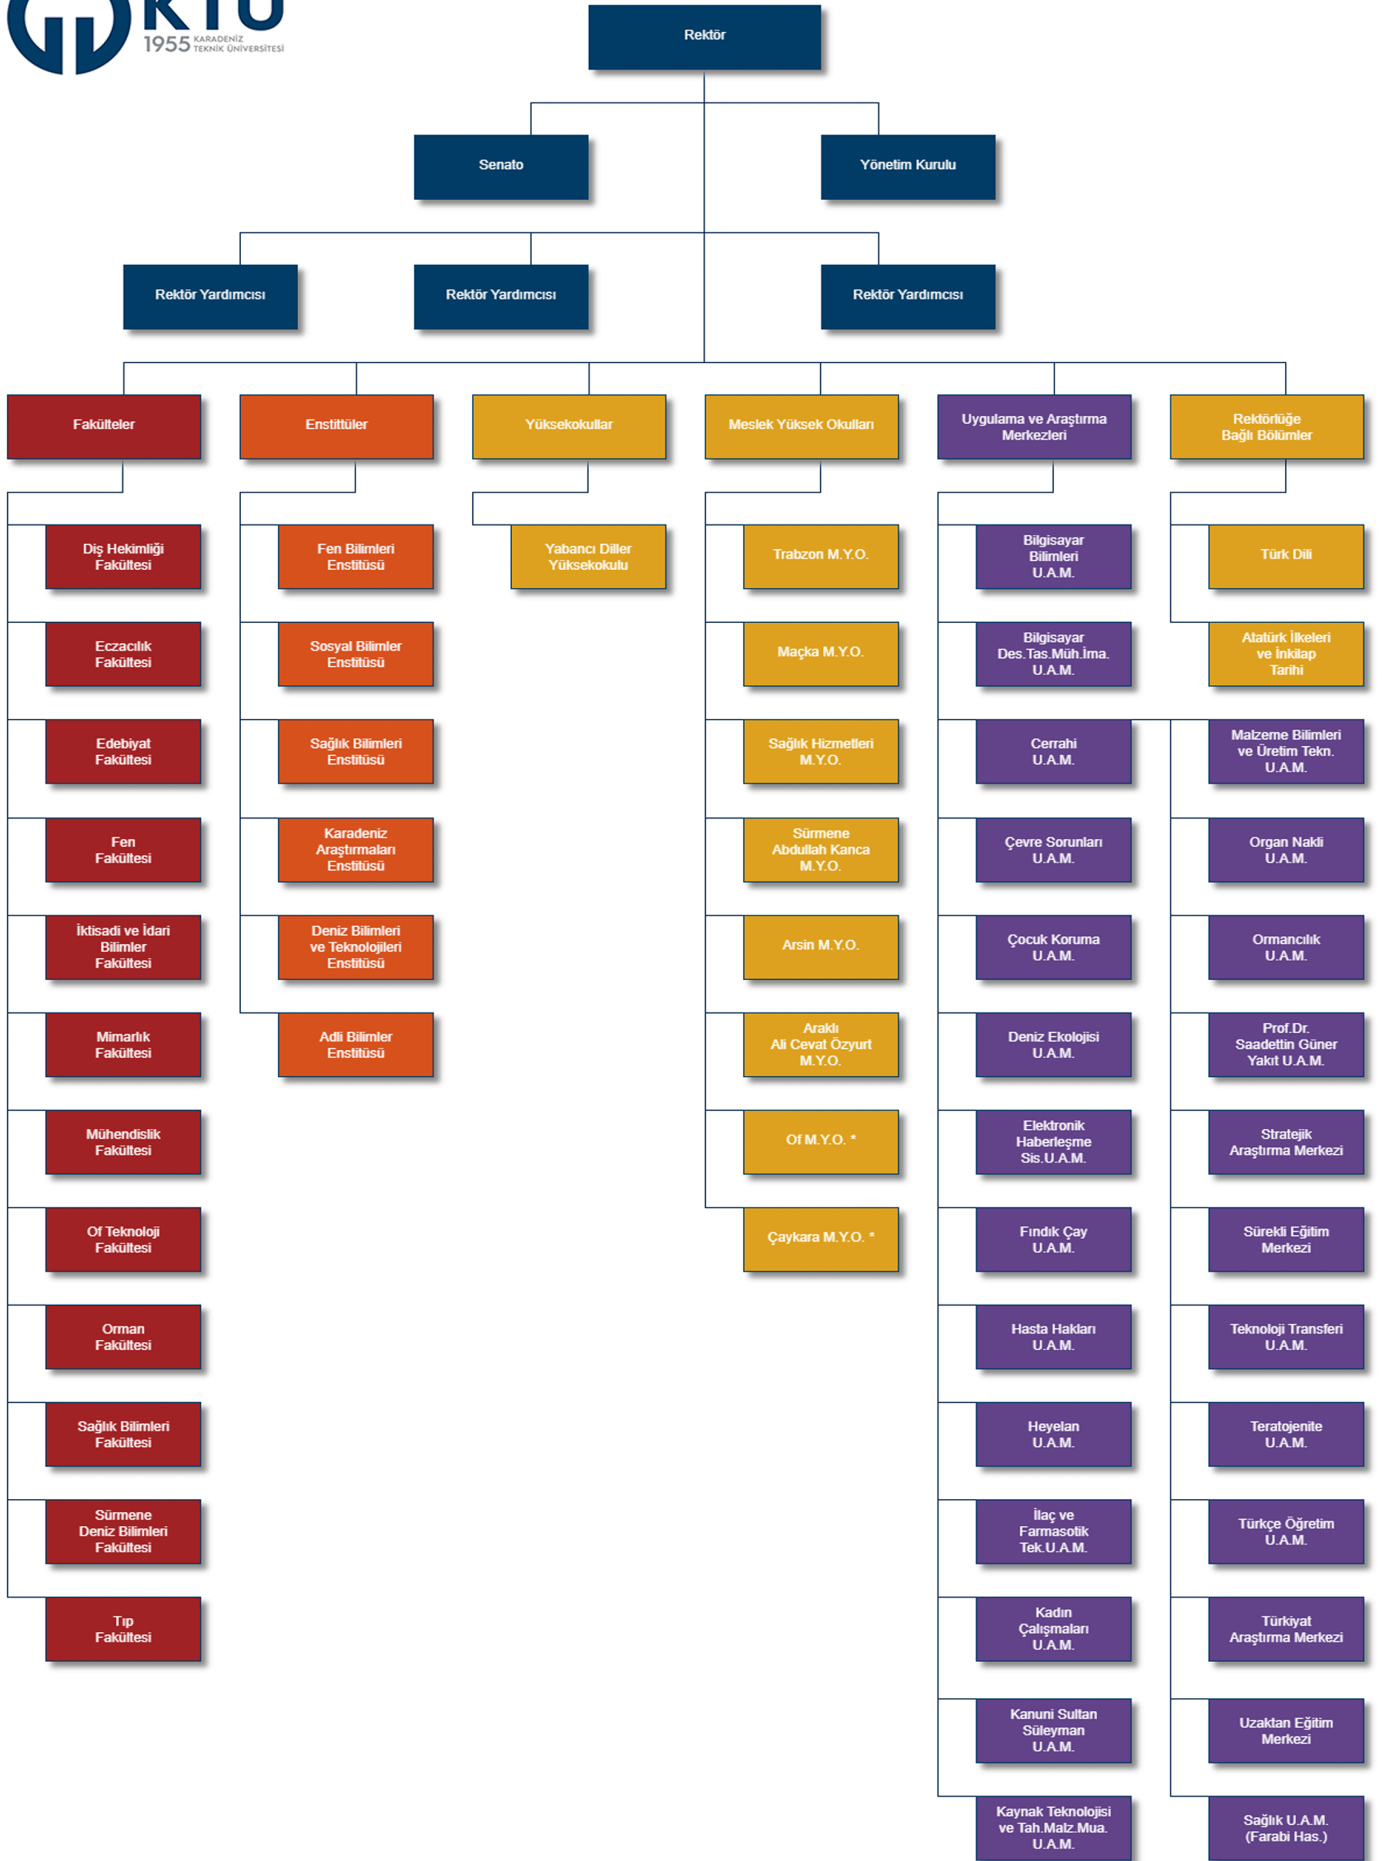 KTÜ
1955 KARADENİZ
TEKNİK ÜNİVERSİTESİ
Rektör
Senato
Yönetim Kurulu
Rektör Yardımcısı
Rektör Yardımcısı
Rektör Yardımcısı
Fakülteler
Diş Hekimliği
Fakültesi
Eczacılık
Fakültesi
Edebiyat
Fakültesi
Fen
Fakültesi
İktisadi ve İdari
Bilimler
Fakültesi
Mimarlık
Fakültesi
Mühendislik
Fakültesi
Of Teknoloji
Fakültesi
Orman
Fakültesi
Sağlık Bilimleri
Fakültesi
Sürmene
Deniz Bilimleri
Fakültesi
Tıp
Fakültesi
Enstittüler
Fen Bilimleri
Enstitüsü
Sosyal Bilimler
Enstitüsü
Sağlık Bilimleri
Enstitüsü
Karadeniz
Araştırmaları
Enstitüsü
Deniz Bilimleri
ve Teknolojileri
Enstitüsü
Adli Bilimler
Enstitüsü
Yüksekokullar
Yabancı Diller
Yüksekokulu
Meslek Yüksek Okulları
Trabzon M.Y.O.
Maçka M.Y.O.
Sağlık Hizmetleri
M.Y.O.
Sürmene
Abdullah Kanca
M.Y.O.
Arsin M.Y.O.
Araklı
Ali Cevat Özyurt
M.Y.O.
Of M.Y.O. *
Çaykara M.Y.O. *
Uygulama ve Araştırma
Merkezleri
Bilgisayar
Bilimleri
U.A.M.
Bilgisayar
Des.Tas.Müh.İma.
U.A.M.
Cerrahi
U.A.M.
Çevre Sorunları
U.A.M.
Çocuk Koruma
U.A.M.
Deniz Ekolojisi
U.A.M.
Elektronik
Haberleşme
Sis.U.A.M.
Fındık Çay
U.A.M.
Hasta Hakları
U.A.M.
Heyelan
U.A.M.
İlaç ve
Farmasotik
Tek.U.A.M.
Kadın
Çalışmaları
U.A.M.
Kanuni Sultan
Süleyman
U.A.M.
Kaynak Teknolojisi
ve Tah.Malz.Mua.
U.A.M.
Malzeme Bilimleri
ve Üretim Tekn.
U.A.M.
Organ Nakli
U.A.M.
Ormancılık
U.A.M.
Prof.Dr.
Saadettin Güner
Yakıt U.A.M.
Stratejik
Araştırma Merkezi
Sürekli Eğitim
Merkezi
Teknoloji Transferi
U.A.M.
Teratojenite
U.A.M.
Türkçe Öğretim
U.A.M.
Türkiyat
Araştırma Merkezi
Uzaktan Eğitim
Merkezi
Sağlık U.A.M.
(Farabi Has.)
Rektörlüğe
Bağlı Bölümler
Türk Dili
Atatürk İlkeleri
ve İnkilap
Tarihi